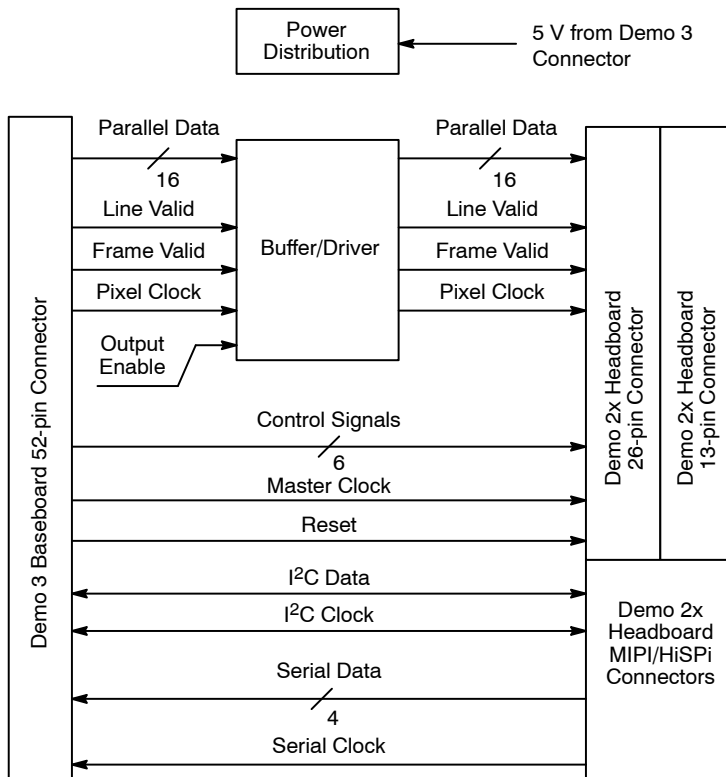 Power
Distribution
5 V from Demo 3
Connector
Parallel Data
16
Line Valid
Frame Valid
Pixel Clock
Output
Enable
Buffer/Driver
Parallel Data
16
Line Valid
Frame Valid
Pixel Clock
Control Signals
6
Master Clock
Reset
I²C Data
I²C Clock
Serial Data
4
Serial Clock
Demo 3 Baseboard 52-pin Connector
Demo 2x Headboard
26-pin Connector
Demo 2x Headboard
13-pin Connector
Demo 2x
Headboard
MIPI/HiSPi
Connectors